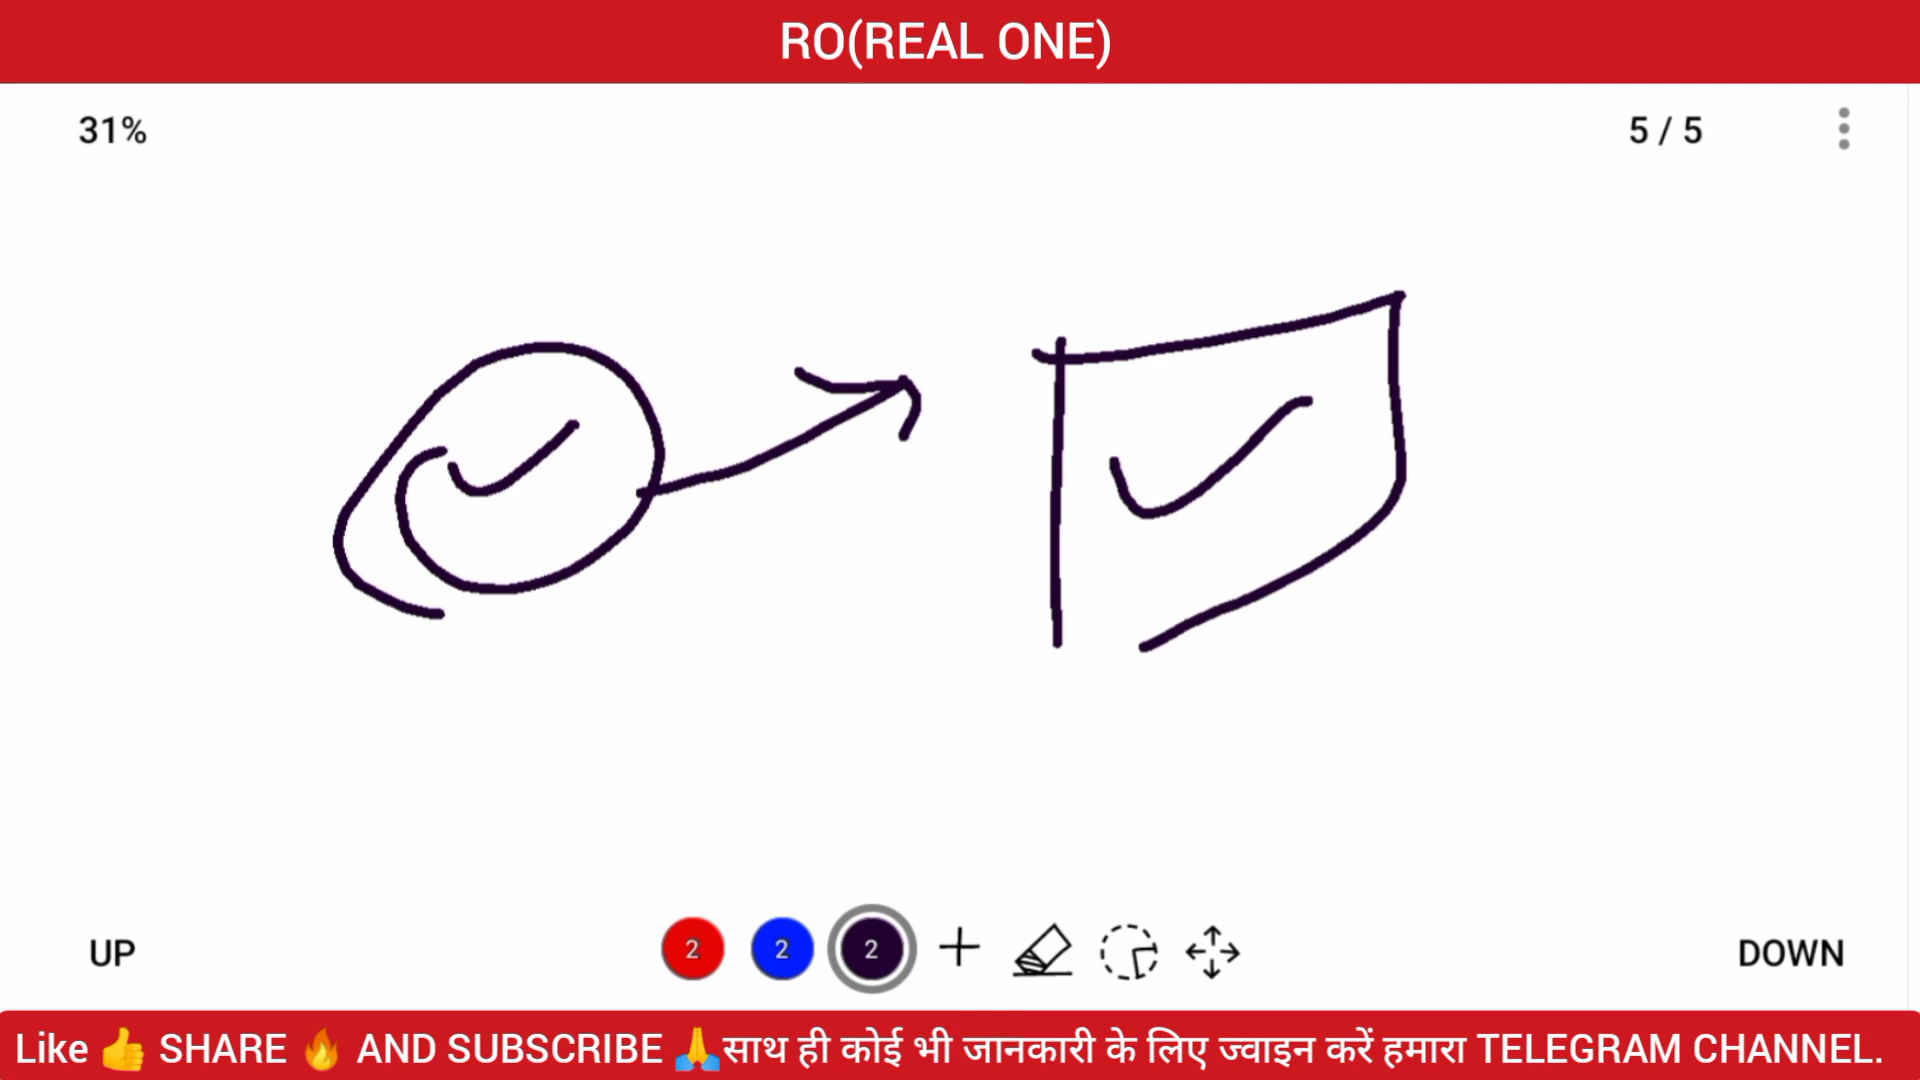 RO(REAL ONE)
31%
5 / 5
UP
2
2
2
DOWN
Like 👍 SHARE 🔥 AND SUBSCRIBE 🙏साथ ही कोई भी जानकारी के लिए ज्वाइन करें हमारा TELEGRAM CHANNEL.